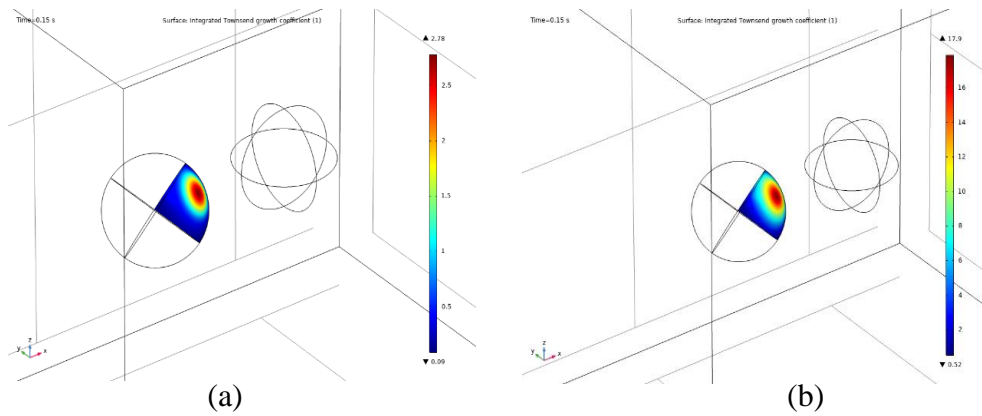 Time=0.15 s Surface: Integrated Townsend growth coefficient (1)
▲ 2.78
2.5
2
1.5
1
0.5
▼ 0.09
y z x
(a)
Time=0.15 s Surface: Integrated Townsend growth coefficient (1)
▲ 17.9
16
14
12
10
8
6
4
2
▼ 0.52
y z x
(b)